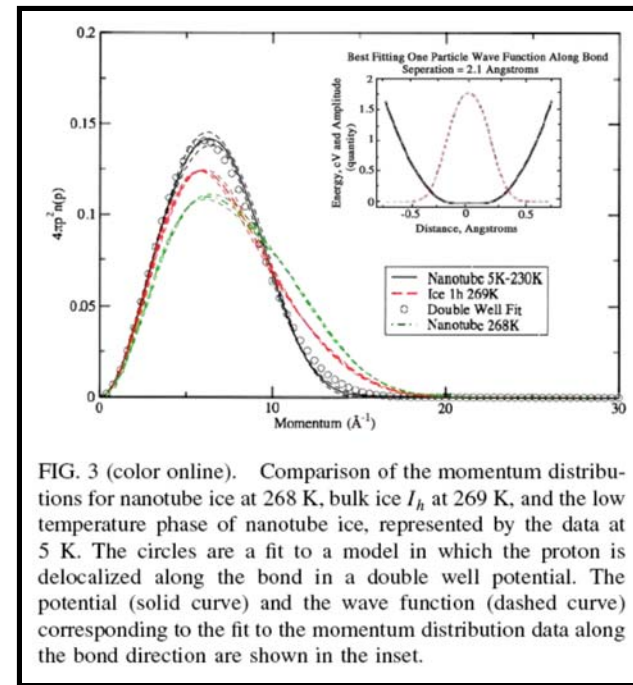 Best Fitting One Particle Wave Function Along Bond
Seperation = 2.1 Angstroms
Energy, eV and Amplitude
(quantity)
2
1.5
1
0.5
0
-0.5
0
0.5
Distance, Angstroms
4πp²n(p)
0.15
0.1
0.05
0
Nanotube 5K-230K
Ice 1h 269K
Double Well Fit
Nanotube 268K
0
10
20
30
Momentum (Å⁻¹)
FIG. 3 (color online). Comparison of the momentum distribu-
tions for nanotube ice at 268 K, bulk ice Iₕ at 269 K, and the low
temperature phase of nanotube ice, represented by the data at
5 K. The circles are a fit to a model in which the proton is
delocalized along the bond in a double well potential. The
potential (solid curve) and the wave function (dashed curve)
corresponding to the fit to the momentum distribution data along
the bond direction are shown in the inset.